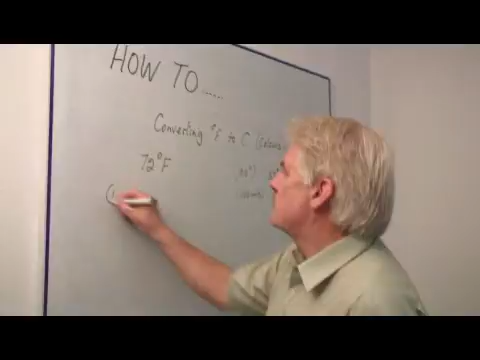 HOW TO......
Converting °F to C (Celsius
72°F
(